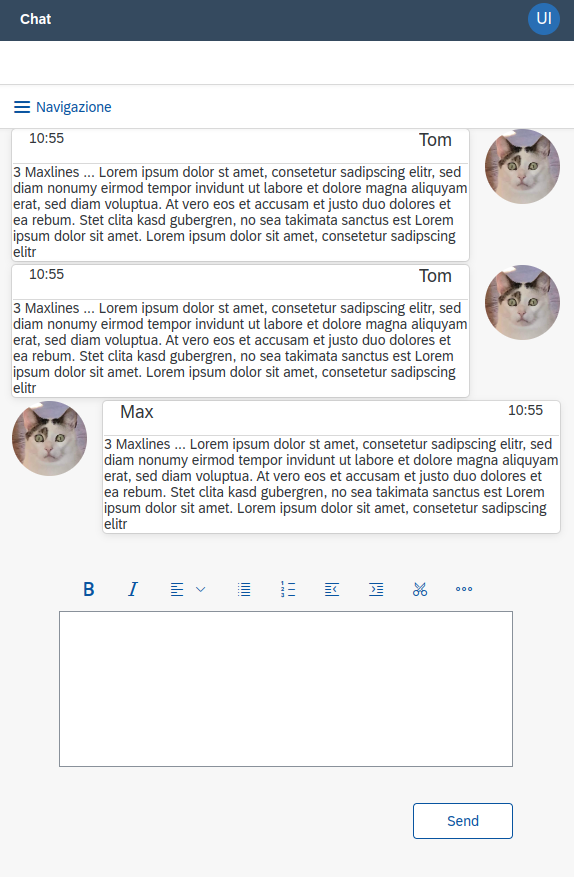 Chat
UI
Navigazione
10:55
Tom
3 Maxlines ... Lorem ipsum dolor st amet, consetetur sadipscing elitr, sed
diam nonumy eirmod tempor invidunt ut labore et dolore magna aliquyam
erat, sed diam voluptua. At vero eos et accusam et justo duo dolores et
ea rebum. Stet clita kasd gubergren, no sea takimata sanctus est Lorem
ipsum dolor sit amet. Lorem ipsum dolor sit amet, consetetur sadipscing
elitr
10:55
Tom
3 Maxlines ... Lorem ipsum dolor st amet, consetetur sadipscing elitr, sed
diam nonumy eirmod tempor invidunt ut labore et dolore magna aliquyam
erat, sed diam voluptua. At vero eos et accusam et justo duo dolores et
ea rebum. Stet clita kasd gubergren, no sea takimata sanctus est Lorem
ipsum dolor sit amet. Lorem ipsum dolor sit amet, consetetur sadipscing
elitr
Max
10:55
3 Maxlines ... Lorem ipsum dolor st amet, consetetur sadipscing elitr, sed
diam nonumy eirmod tempor invidunt ut labore et dolore magna aliquyam
erat, sed diam voluptua. At vero eos et accusam et justo duo dolores et
ea rebum. Stet clita kasd gubergren, no sea takimata sanctus est Lorem
ipsum dolor sit amet. Lorem ipsum dolor sit amet, consetetur sadipscing
elitr
B I
Send